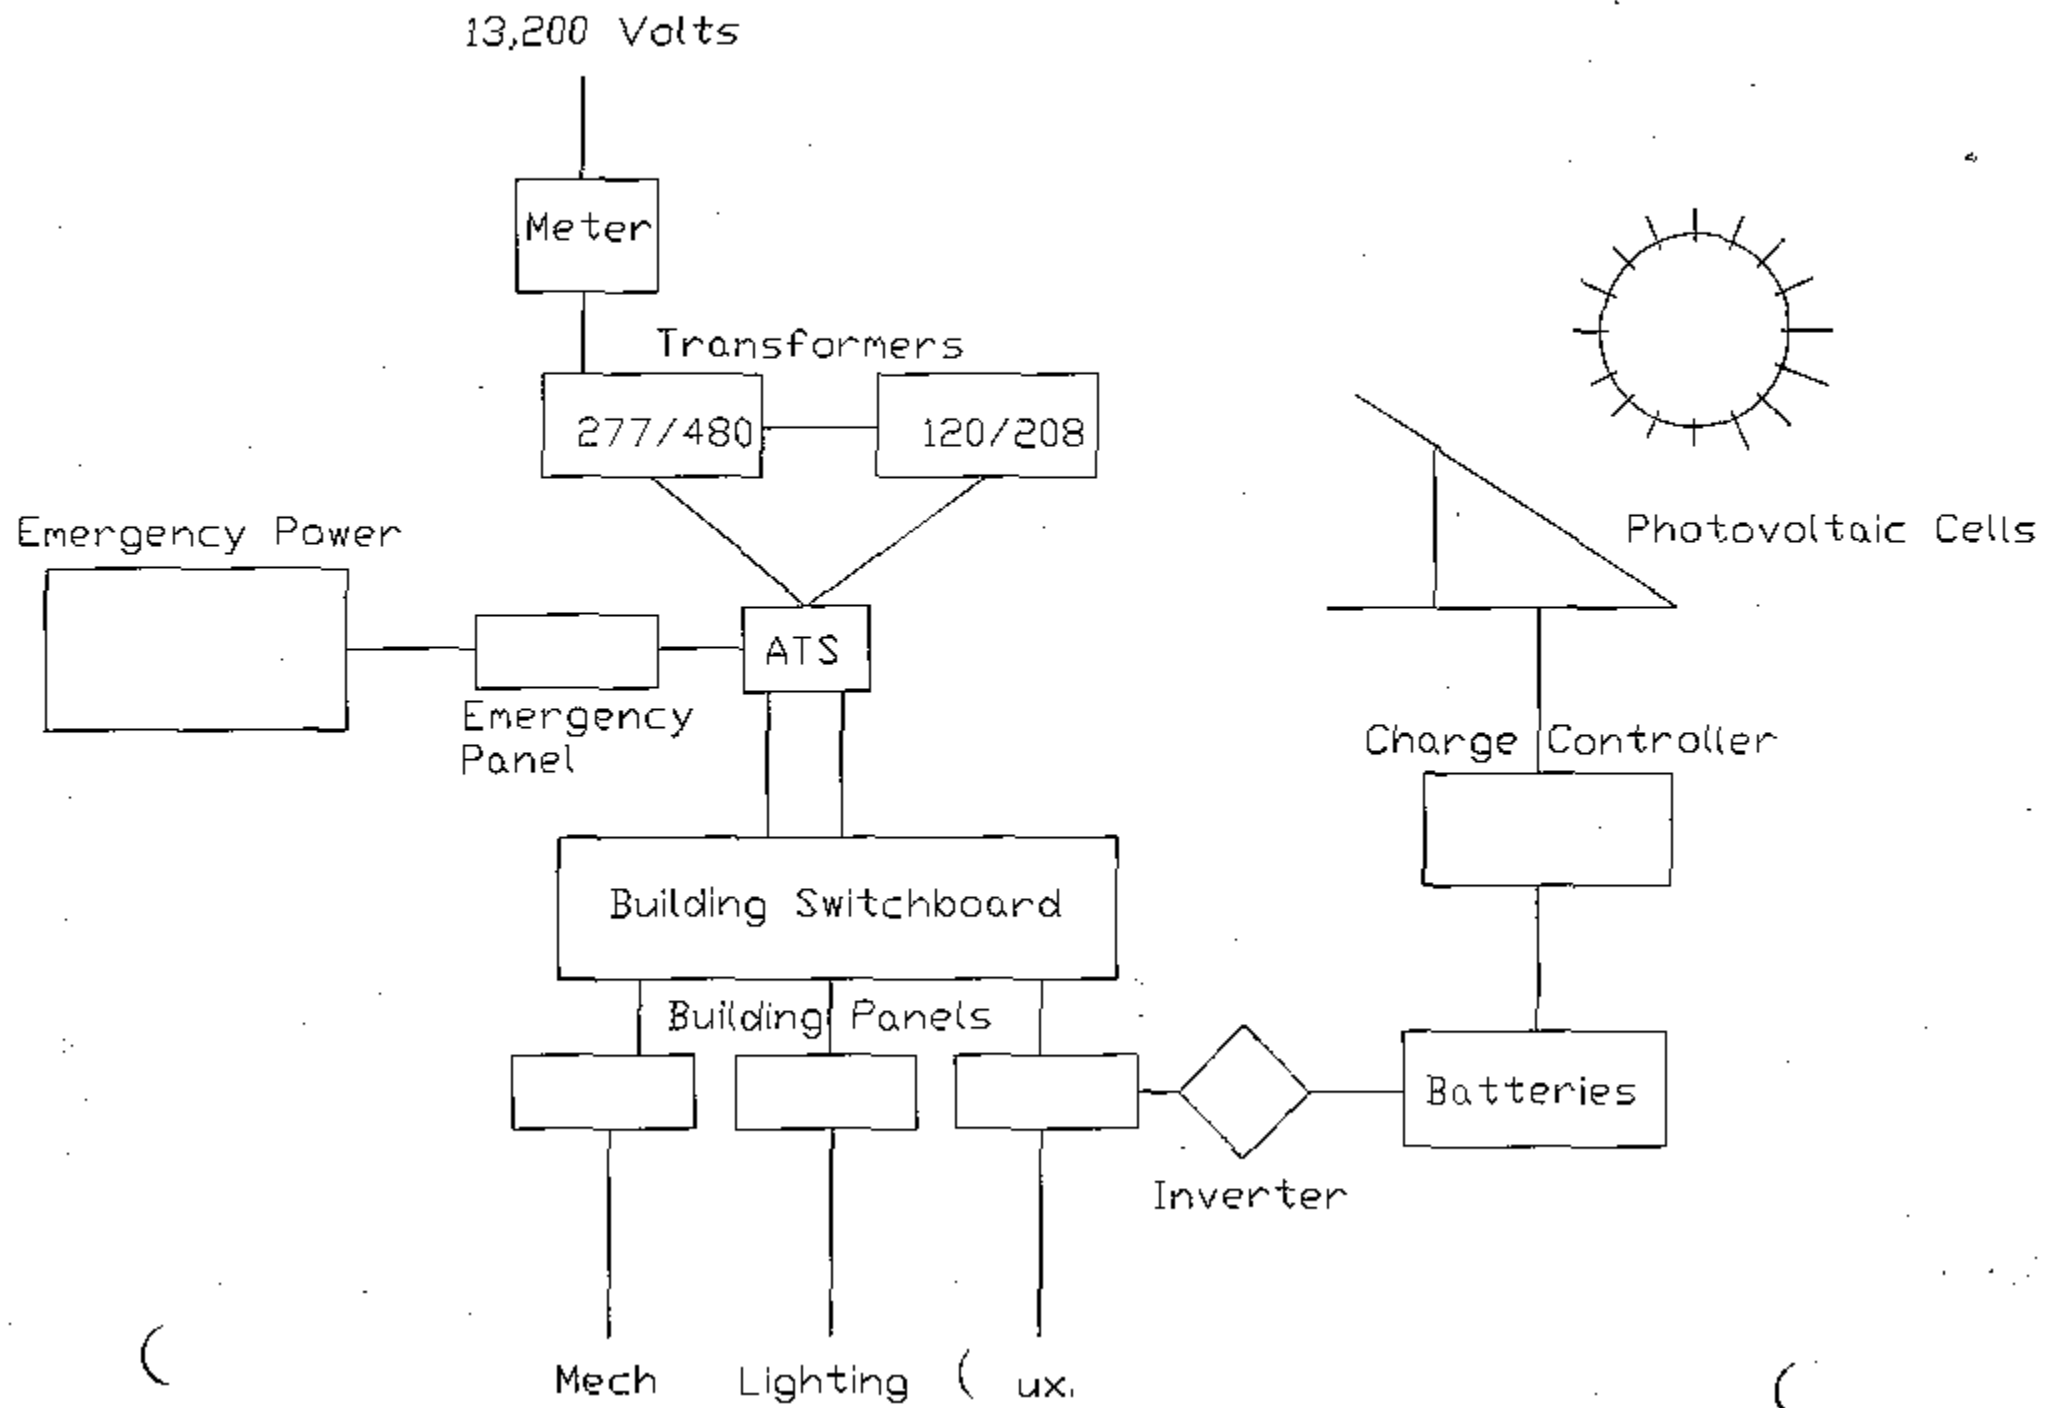 13,200 Volts
Meter
Transformers
277/480
120/208
Emergency Power
Photovoltaic Cells
ATS
Emergency
Panel
Charge Controller
Building Switchboard
Building Panels
Batteries
Inverter
Mech
Lighting
ux.